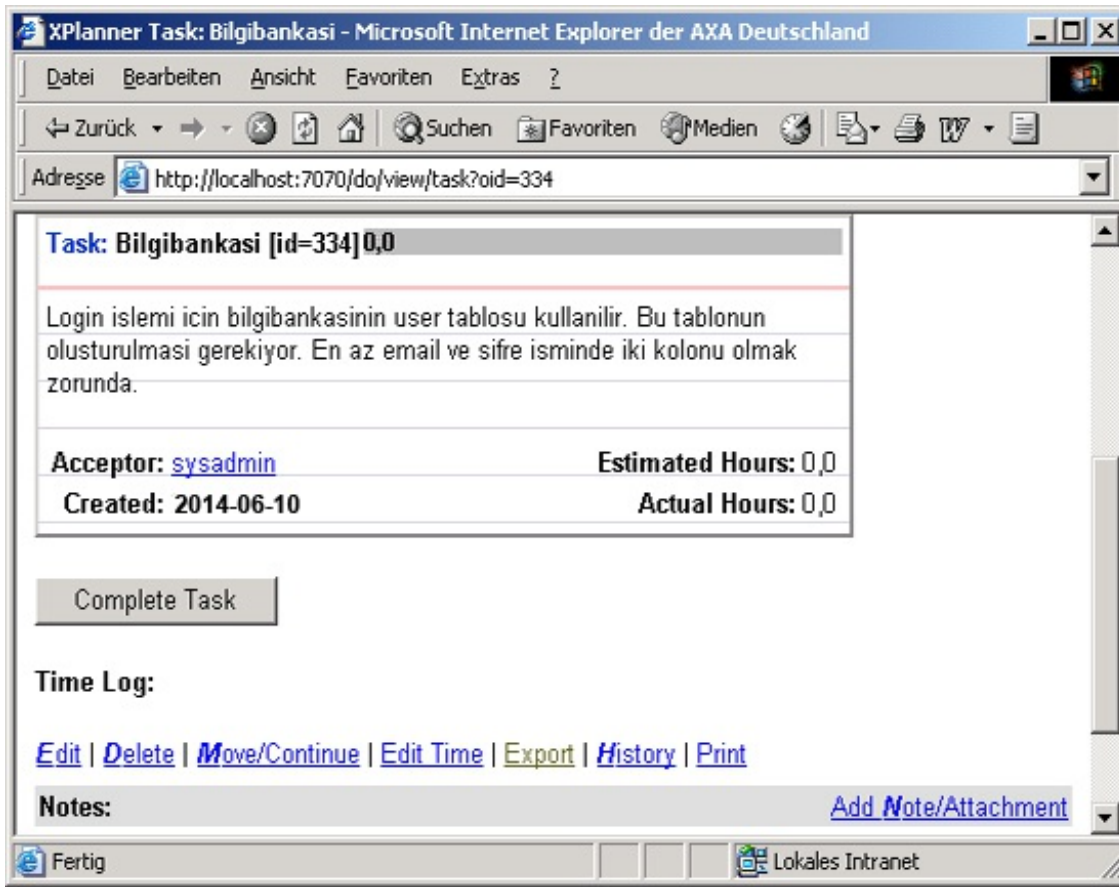 XPlanner Task: Bilgibankasi - Microsoft Internet Explorer der AXA Deutschland
Datei Bearbeiten Ansicht Favoriten Extras ?
Zurück Suchen Favoriten Medien
Adresse http://localhost:7070/do/view/task?oid=334
Task: Bilgibankasi [id=334] 0,0
Login islemi icin bilgibankasinin user tablosu kullanilir. Bu tablonun
olusturulmasi gerekiyor. En az email ve sifre isminde iki kolonu olmak
zorunda.
Acceptor: sysadmin Estimated Hours: 0,0
Created: 2014-06-10 Actual Hours: 0,0
Complete Task
Time Log:
Edit | Delete | Move/Continue | Edit Time | Export | History | Print
Notes: Add Note/Attachment
Fertig Lokales Intranet